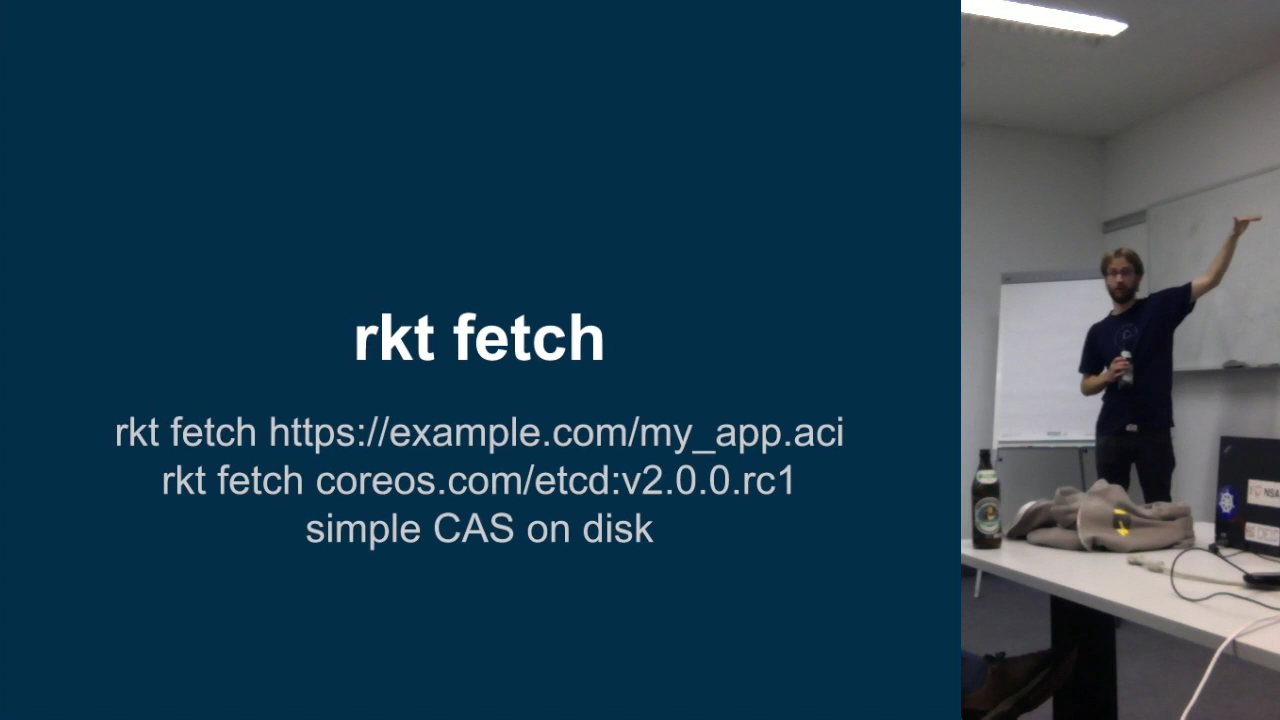 rkt fetch
rkt fetch https://example.com/my_app.aci
rkt fetch coreos.com/etcd:v2.0.0.rc1
simple CAS on disk
NSA